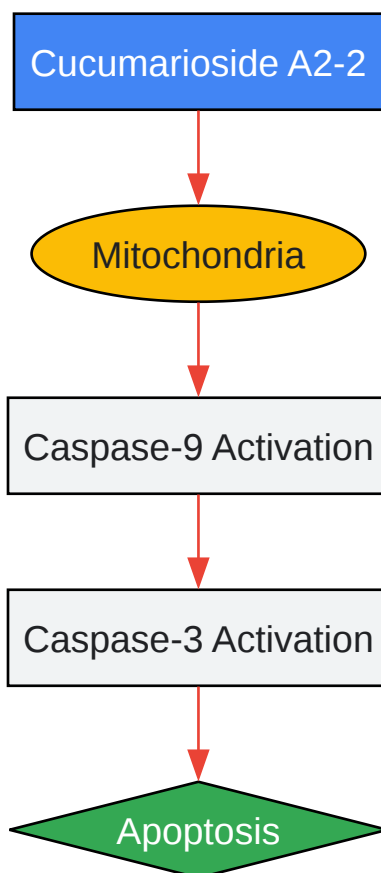 Cucumarioside A2-2
Mitochondria
Caspase-9 Activation
Caspase-3 Activation
Apoptosis